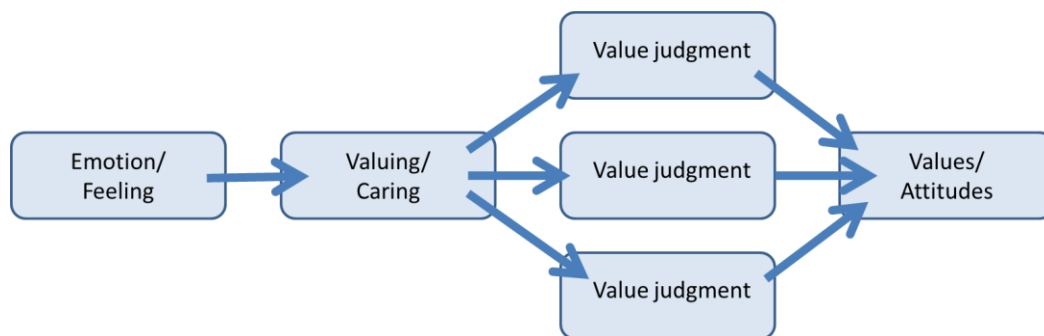 Emotion/
Feeling
Valuing/
Caring
Value judgment
Value judgment
Value judgment
Values/
Attitudes